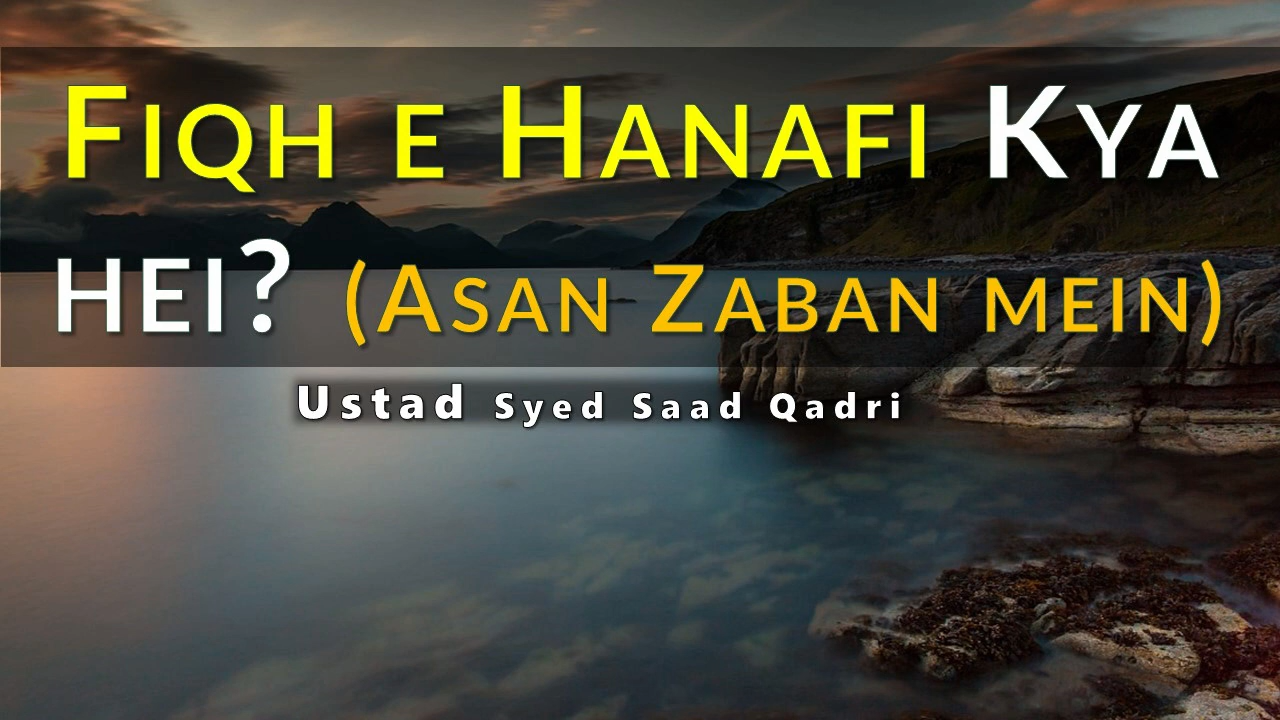 Fiqh e Hanafi Kya
hei? (Asan Zaban mein)
Ustad Syed Saad Qadri